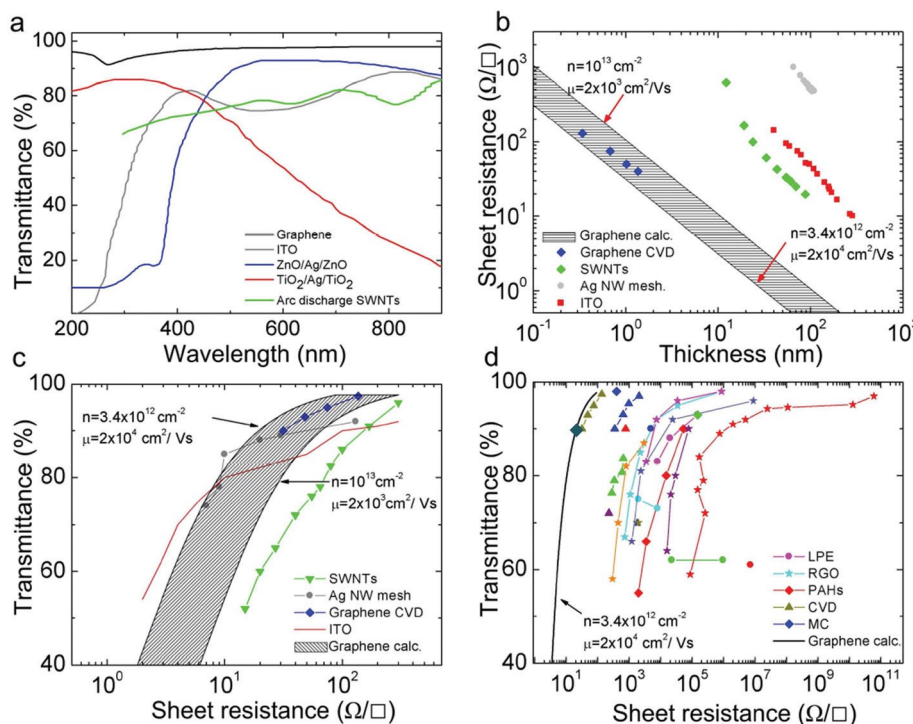 a
Transmittance (%)
100
80
60
40
20
200
400
600
800
Wavelength (nm)
Graphene
ITO
ZnO/Ag/ZnO
TiO₂/Ag/TiO₂
Arc discharge SWNTs
b
Sheet resistance (Ω/□)
10³
10²
10¹
10⁰
10⁻¹
10⁰
10¹
10²
10³
Thickness (nm)
n=10¹³ cm⁻²
μ=2x10³ cm²/Vs
n=3.4x10¹² cm⁻²
μ=2x10⁴ cm²/Vs
Graphene calc.
Graphene CVD
SWNTs
Ag NW mesh.
ITO
c
Transmittance (%)
100
80
60
40
10⁰
10¹
10²
Sheet resistance (Ω/□)
n=3.4x10¹² cm⁻²
μ=2x10⁴ cm²/ Vs
n=10¹³ cm⁻²
μ=2x10³cm²/ Vs
SWNTs
Ag NW mesh
Graphene CVD
ITO
Graphene calc.
d
Transmittance (%)
100
80
60
40
10¹
10³
10⁵
10⁷
10⁹
10¹¹
Sheet resistance (Ω/□)
n=3.4x10¹² cm⁻²
μ=2x10⁴ cm²/ Vs
LPE
RGO
PAHs
CVD
MC
Graphene calc.